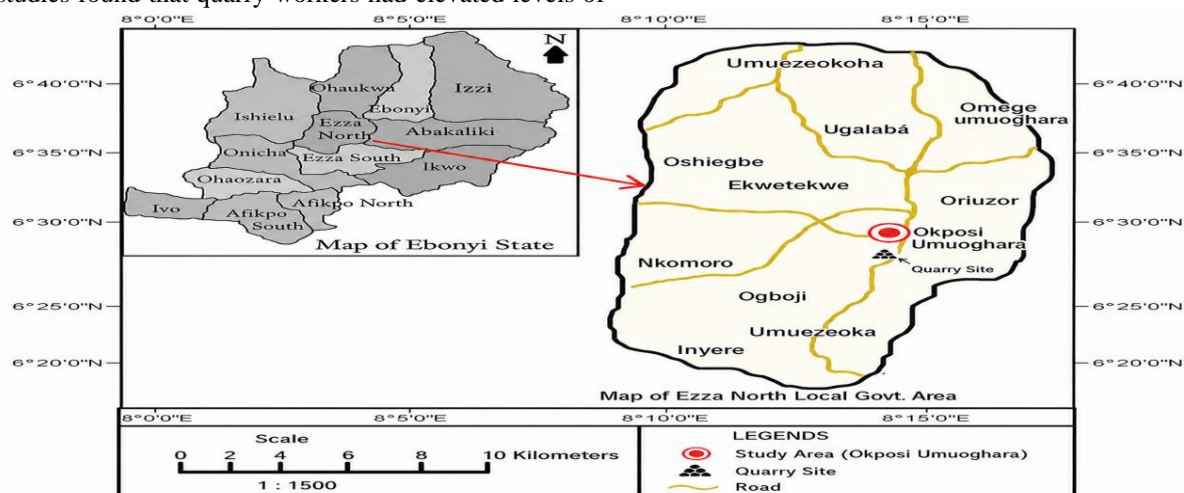 studies found that quarry workers had elevated levels of
8°0'0"E 8°5'0"E 8°10'0"E 8°15'0"E
N
6°40'0"N
6°35'0"N
6°30'0"N
6°25'0"N
6°20'0"N
Ohaukwu
Izzi
Ebonyi
Ishielu
Ezza
North
Abakaliki
Onicha
Ezza South
Ikwo
Ohaozara
Afikpo North
Ivo
Afikpo
South
Map of Ebonyi State
Umuezeokoha
Omege
umuoghara
Ugalabá
Oshiegbe
Ekwetekwe
Oriuzor
Okposi
Umuoghara
Nkomoro
Quarry Site
Ogboji
Umuezeoka
Inyere
Map of Ezza North Local Govt. Area
6°40'0"N
6°35'0"N
6°30'0"N
6°25'0"N
6°20'0"N
8°0'0"E 8°5'0"E 8°10'0"E 8°15'0"E
Scale
0 2 4 6 8 10 Kilometers
1 : 1500
LEGENDS
Study Area (Okposi Umuoghara)
Quarry Site
Road